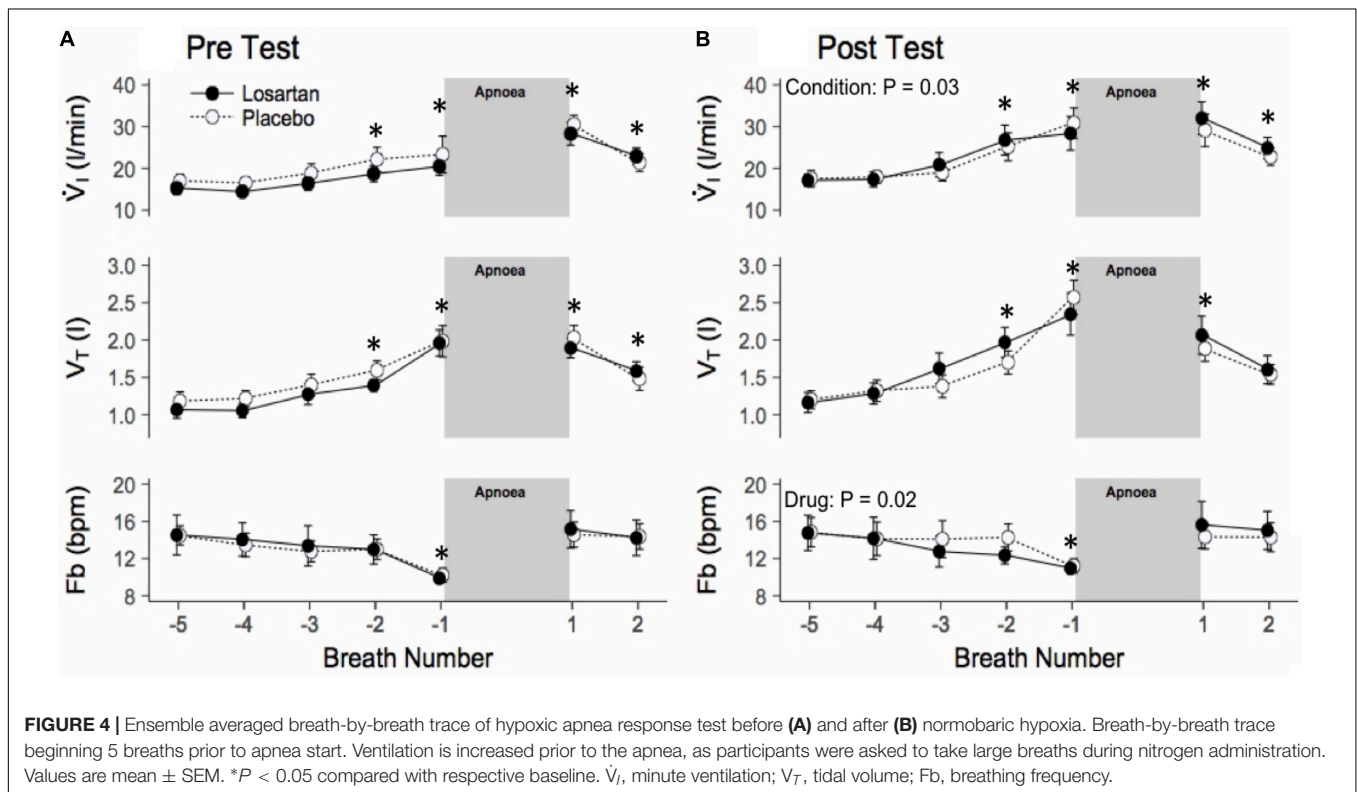 A
Pre Test
B
Post Test
Losartan
Placebo
V̇I (l/min)
40
30
20
10
*
*
Apnoea
*
*
V̇I (l/min)
40
30
20
10
Condition: P = 0.03
*
*
Apnoea
*
*
VT (l)
3.0
2.5
2.0
1.5
1.0
*
*
Apnoea
*
*
VT (l)
3.0
2.5
2.0
1.5
1.0
*
*
Apnoea
*
Fb (bpm)
20
16
12
8
*
Apnoea
Fb (bpm)
20
16
12
8
Drug: P = 0.02
*
Apnoea
-5 -4 -3 -2 -1 1 2
Breath Number
-5 -4 -3 -2 -1 1 2
Breath Number
FIGURE 4 | Ensemble averaged breath-by-breath trace of hypoxic apnea response test before (A) and after (B) normobaric hypoxia. Breath-by-breath trace
beginning 5 breaths prior to apnea start. Ventilation is increased prior to the apnea, as participants were asked to take large breaths during nitrogen administration.
Values are mean ± SEM. *P < 0.05 compared with respective baseline. V̇I, minute ventilation; VT, tidal volume; Fb, breathing frequency.